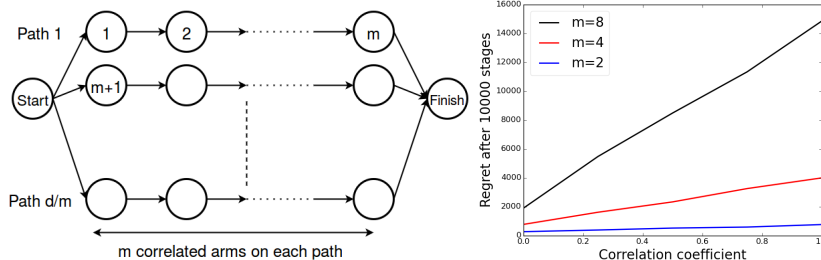 Path 1
1
2
m
Start
m+1
Finish
Path d/m
m correlated arms on each path
16000
14000
12000
10000
8000
6000
4000
2000
0
Regret after 10000 stages
m=8
m=4
m=2
0.0
0.2
0.4
0.6
0.8
1.0
Correlation coefficient